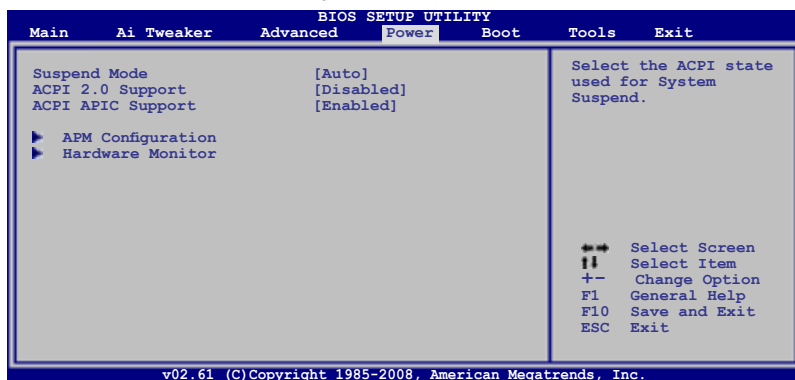 BIOS SETUP UTILITY
Main Ai Tweaker Advanced Power Boot Tools Exit
Suspend Mode [Auto]
ACPI 2.0 Support [Disabled]
ACPI APIC Support [Enabled]
APM Configuration
Hardware Monitor
Select the ACPI state
used for System
Suspend.
Select Screen
Select Item
+- Change Option
F1 General Help
F10 Save and Exit
ESC Exit
v02.61 (C)Copyright 1985-2008, American Megatrends, Inc.